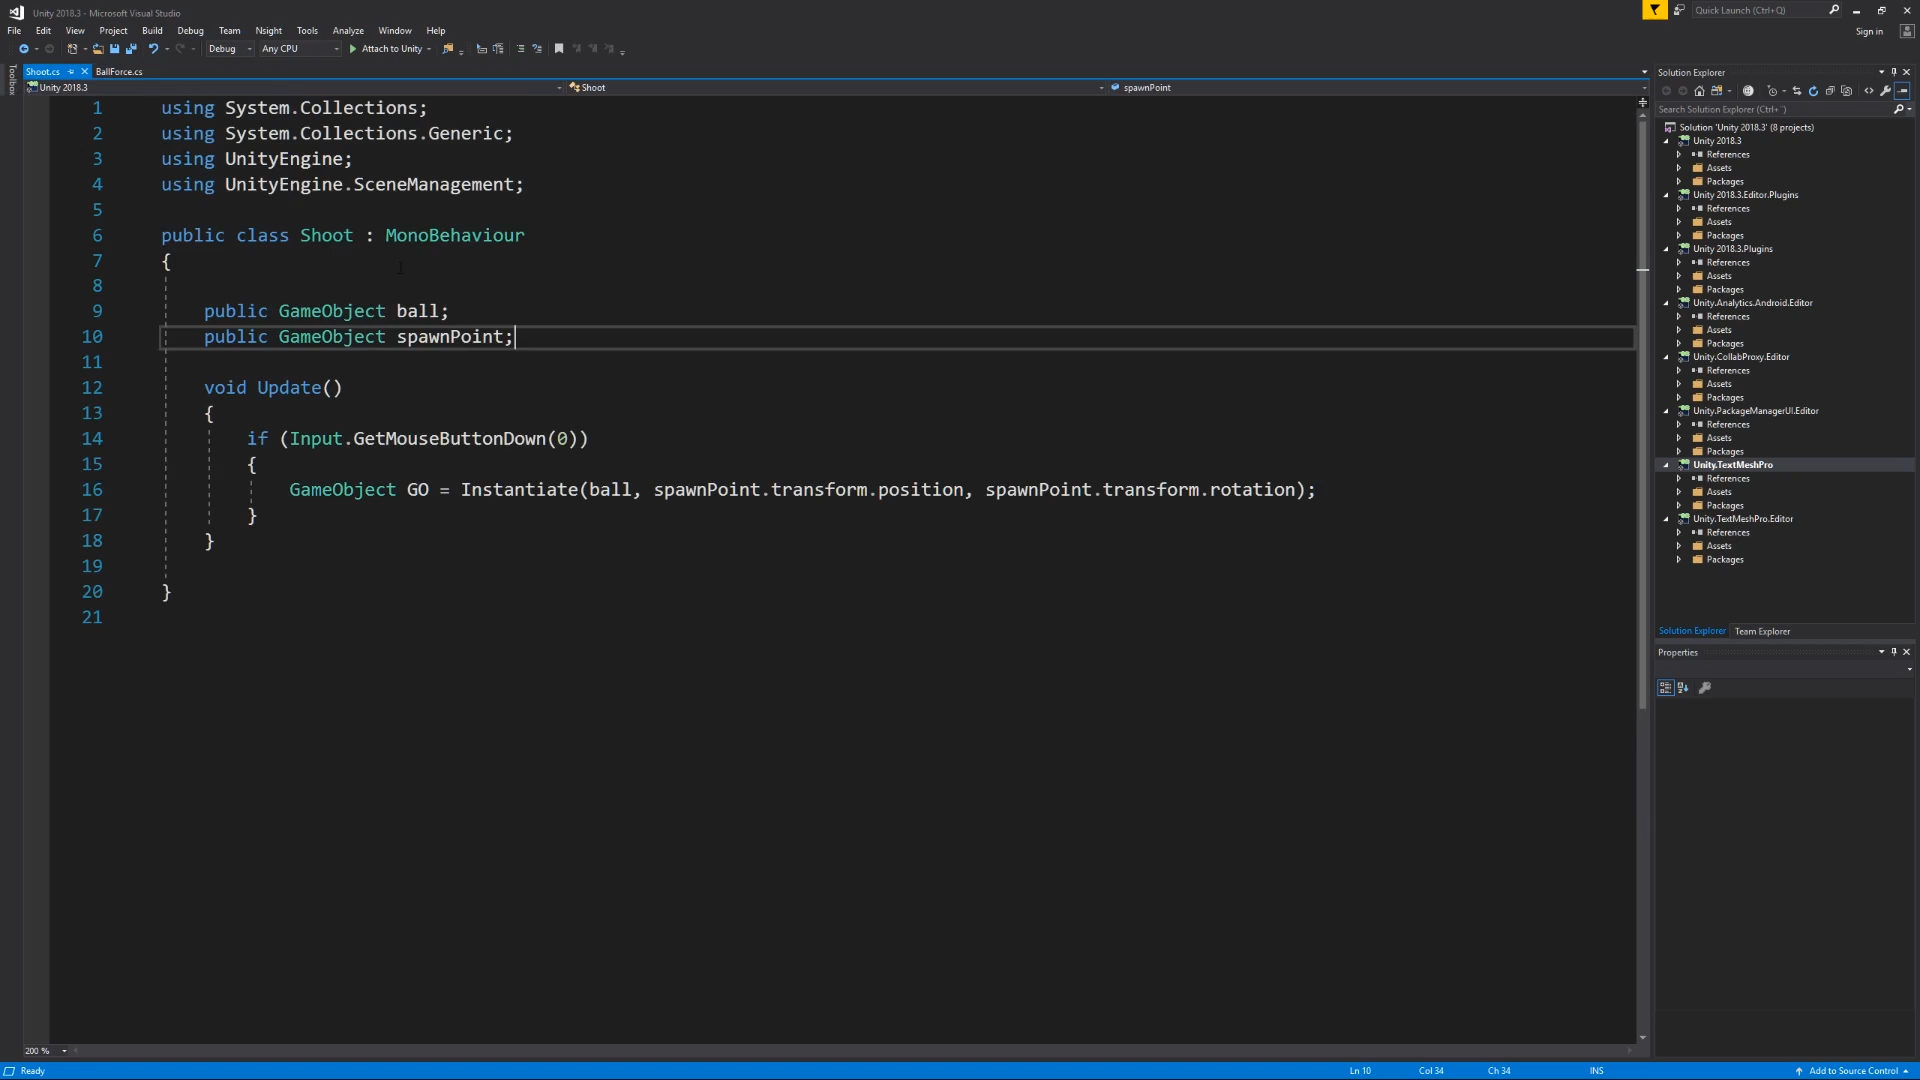 Unity 2018.3 - Microsoft Visual Studio
Quick Launch (Ctrl+Q)
File Edit View Project Build Debug Team Nsight Tools Analyze Window Help
Sign in
Debug Any CPU Attach to Unity
Toolbox
Shoot.cs BallForce.cs
Unity 2018.3 Shoot spawnPoint
1 using System.Collections;
2 using System.Collections.Generic;
3 using UnityEngine;
4 using UnityEngine.SceneManagement;
5
6 public class Shoot : MonoBehaviour
7 {
8
9 public GameObject ball;
10 public GameObject spawnPoint;
11
12 void Update()
13 {
14 if (Input.GetMouseButtonDown(0))
15 {
16 GameObject GO = Instantiate(ball, spawnPoint.transform.position, spawnPoint.transform.rotation);
17 }
18 }
19
20 }
21
200 %
Solution Explorer
Search Solution Explorer (Ctrl+¨)
Solution 'Unity 2018.3' (8 projects)
Unity 2018.3
References
Assets
Packages
Unity 2018.3.Editor.Plugins
References
Assets
Packages
Unity 2018.3.Plugins
References
Assets
Packages
Unity.Analytics.Android.Editor
References
Assets
Packages
Unity.CollabProxy.Editor
References
Assets
Packages
Unity.PackageManagerUI.Editor
References
Assets
Packages
Unity.TextMeshPro
References
Assets
Packages
Unity.TextMeshPro.Editor
References
Assets
Packages
Solution Explorer Team Explorer
Properties
Ready Ln 10 Col 34 Ch 34 INS Add to Source Control